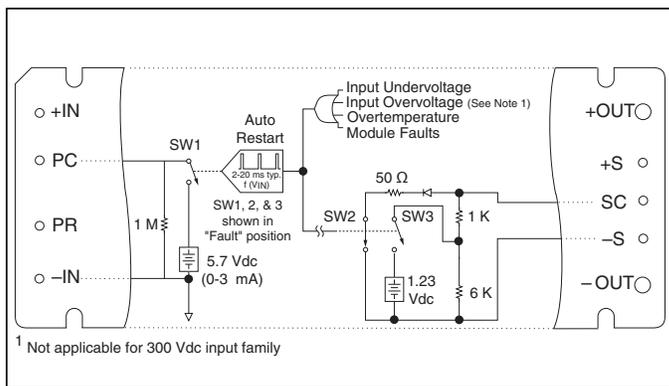 +IN
PC
PR
–IN
1 M
SW1
5.7 Vdc
(0-3 mA)
Auto
Restart
2-20 ms typ.
f (VIN)
SW1, 2, & 3
shown in
"Fault" position
Input Undervoltage
Input Overvoltage (See Note 1)
Overtemperature
Module Faults
50 Ω
SW2
SW3
1 K
1.23
Vdc
6 K
+OUT
+S
SC
–S
–OUT
1 Not applicable for 300 Vdc input family